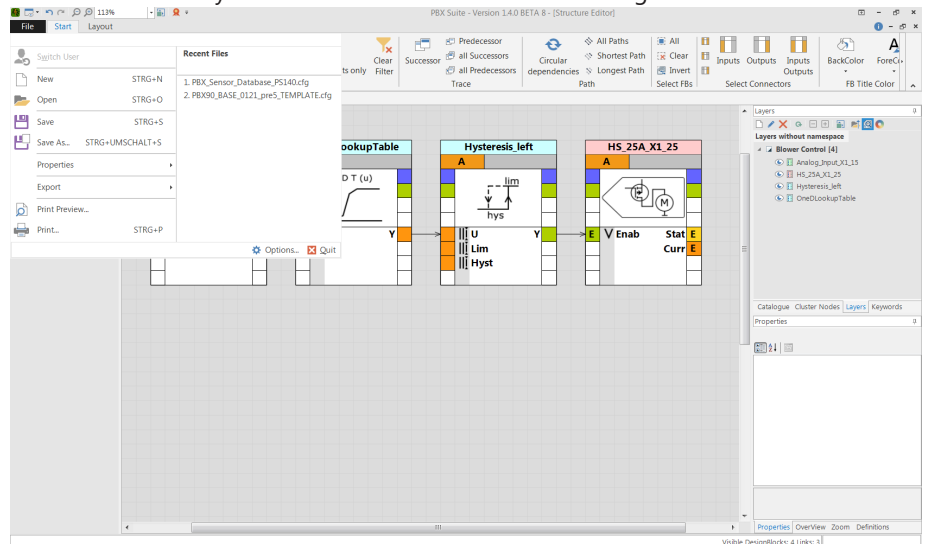 113%
PBX Suite - Version 1.4.0 BETA 8 - [Structure Editor]
File Start Layout
Switch User
New STRG+N
Open STRG+O
Save STRG+S
Save As... STRG+UMSCHALT+S
Properties
Export
Print Preview...
Print... STRG+P
Recent Files
1. PBX_Sensor_Database_PS140.cfg
2. PBX90_BASE_0121_pre5_TEMPLATE.cfg
Options... Quit
ts only
Clear Filter
Successor
Predecessor
all Successors
all Predecessors
Trace
Circular dependencies
All Paths
Shortest Path
Longest Path
Path
All
Clear
Invert
Select FBs
Inputs
Outputs
Inputs Outputs
Select Connectors
BackColor
ForeCo
FB Title Color
ookupTable
D T (u)
Y
Hysteresis_left
A
lim
hys
U Y
Lim
Hyst
HS_25A_X1_25
A
M
E V Enab Stat E
Curr E
Layers
Layers without namespace
Blower Control [4]
Analog_Input_X1_15
HS_25A_X1_25
Hysteresis_left
OneDLookupTable
Catalogue Cluster Nodes Layers Keywords
Properties
Properties OverView Zoom Definitions
Visible DesignBlocks: 4 Links: 3